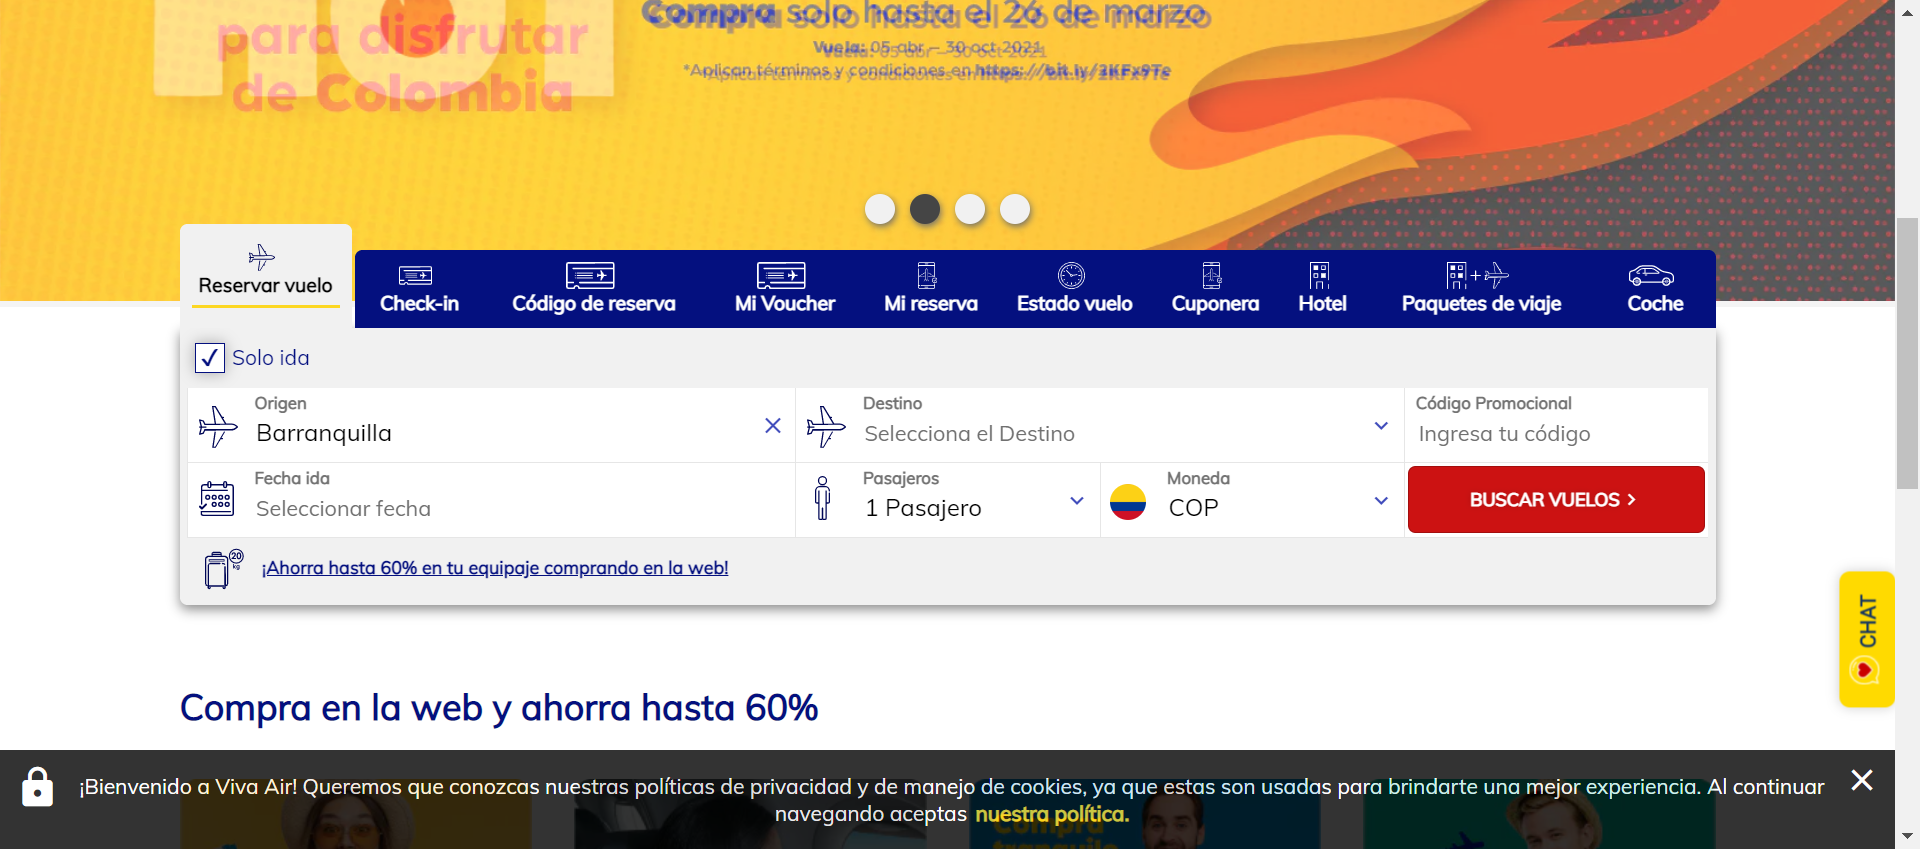 para disfrutar
de Colombia
Compra solo hasta el 26 de marzo
Vuela: 05 abr – 30 oct 2021
*Aplican términos y condiciones en https://bit.ly/2KFx9Te
Reservar vuelo
Check-in
Código de reserva
Mi Voucher
Mi reserva
Estado vuelo
Cuponera
Hotel
Paquetes de viaje
Coche
Solo ida
Origen
Barranquilla
Destino
Selecciona el Destino
Código Promocional
Ingresa tu código
Fecha ida
Seleccionar fecha
Pasajeros
1 Pasajero
Moneda
COP
BUSCAR VUELOS
20
kg
¡Ahorra hasta 60% en tu equipaje comprando en la web!
CHAT
Compra en la web y ahorra hasta 60%
¡Bienvenido a Viva Air! Queremos que conozcas nuestras políticas de privacidad y de manejo de cookies, ya que estas son usadas para brindarte una mejor experiencia. Al continuar
navegando aceptas nuestra política.
Compra
tranquilo